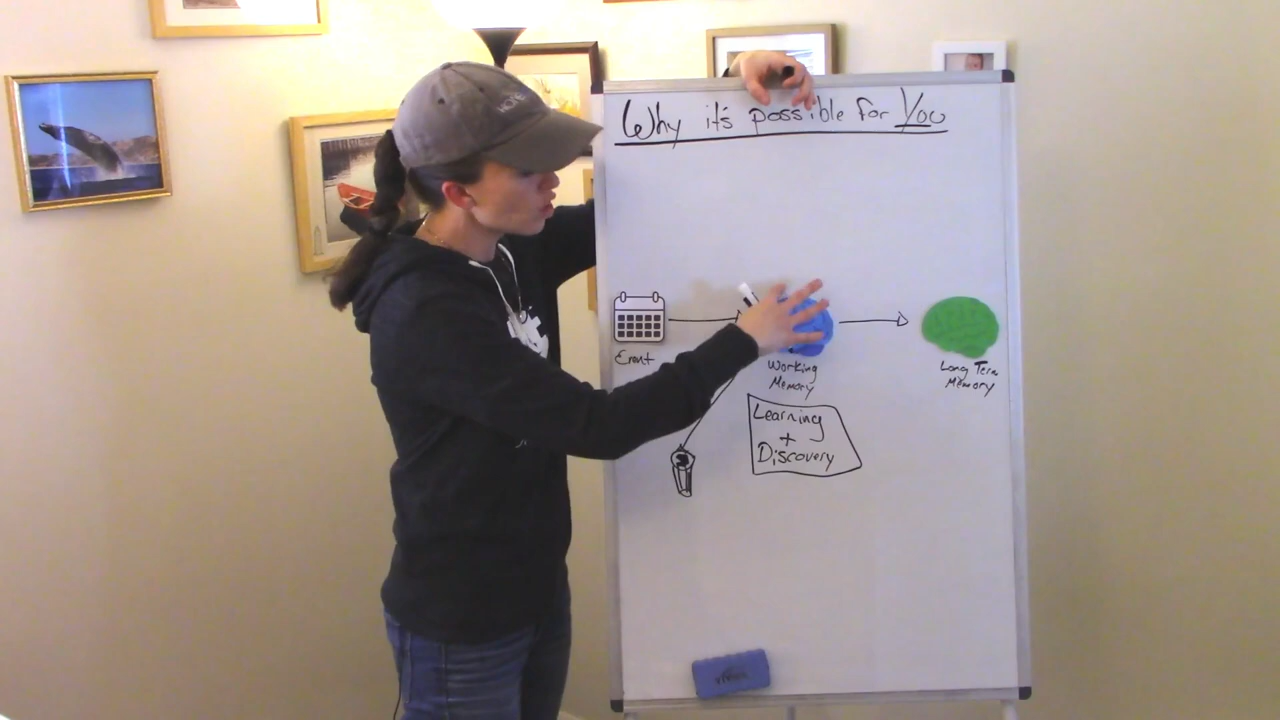 Why it's possible for You
Event
Working
Memory
Long Term
Memory
Learning
+
Discovery